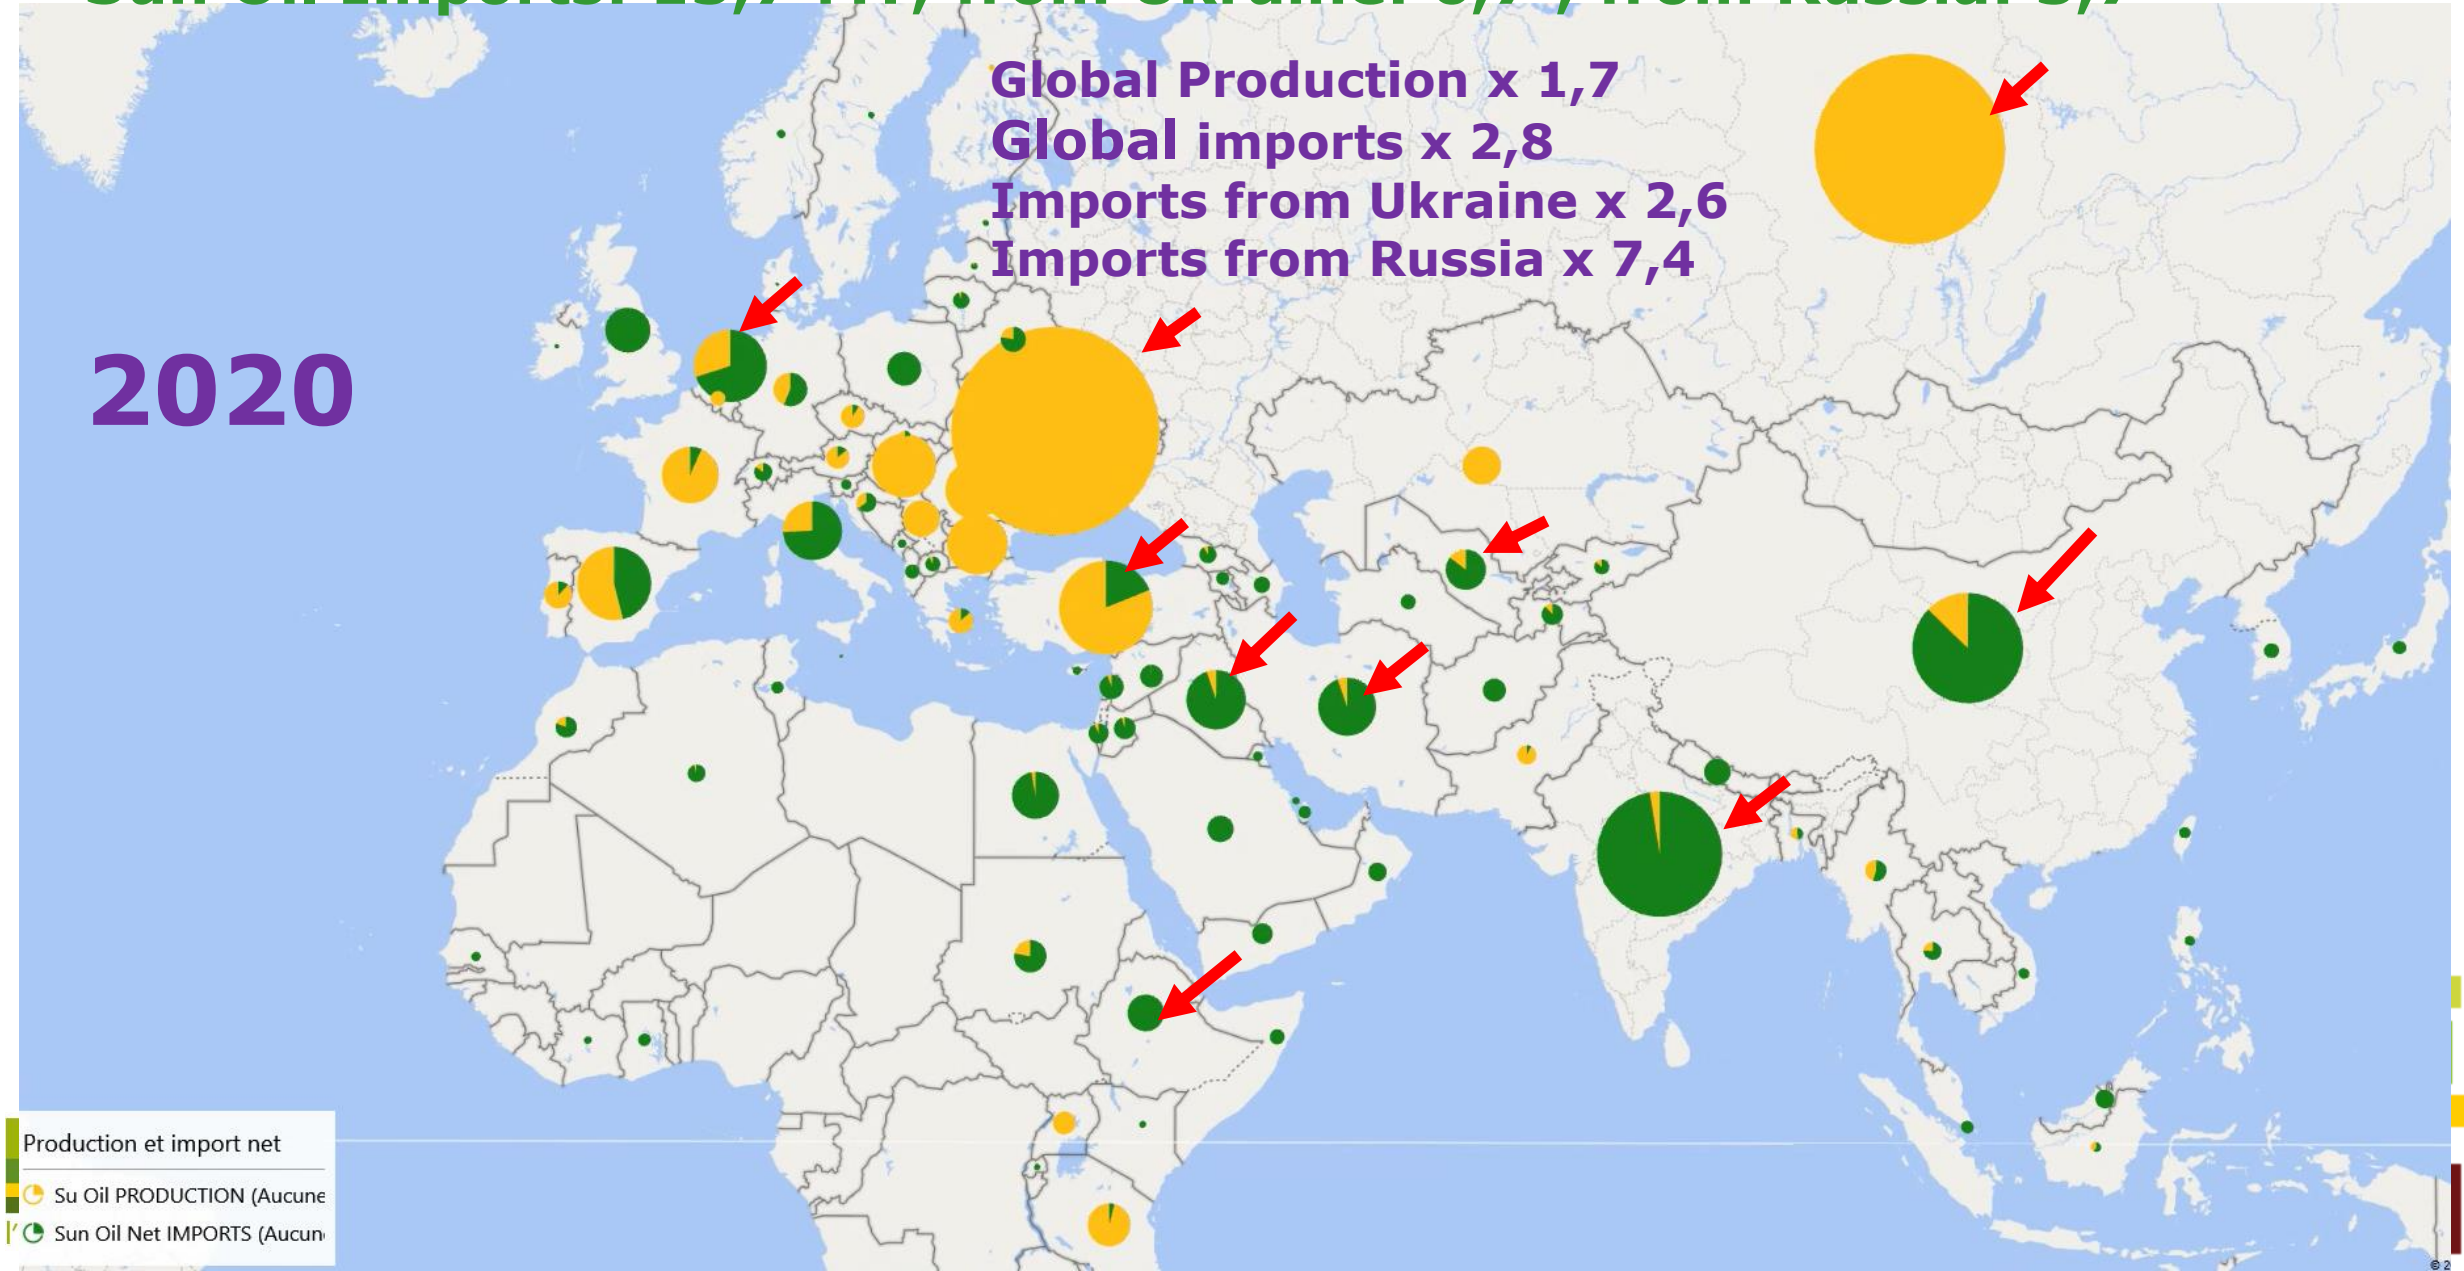 Global Production x 1,7
Global imports x 2,8
Imports from Ukraine x 2,6
Imports from Russia x 7,4
2020
Production et import net
Su Oil PRODUCTION (Aucune
Sun Oil Net IMPORTS (Aucun
© 2